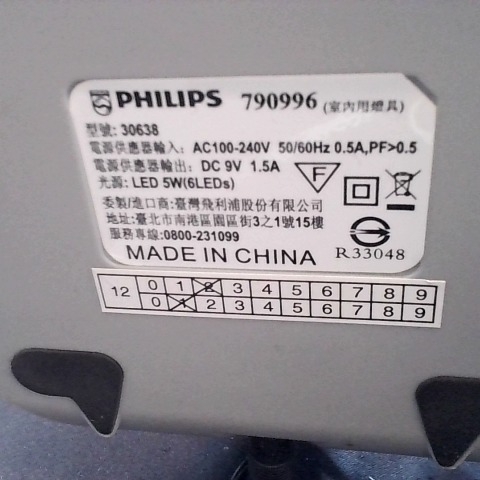 PHILIPS 790996 (室內用燈具)
型號: 30638
電源供應器輸入: AC100-240V 50/60Hz 0.5A,PF>0.5
電源供應器輸出: DC 9V 1.5A
光源: LED 5W(6LEDs)
F
委製/進口商:臺灣飛利浦股份有限公司
地址:臺北市南港區園區街3之1號15樓
服務專線:0800-231099
R33048
MADE IN CHINA
12 0 1 2 3 4 5 6 7 8 9
0 1 2 3 4 5 6 7 8 9